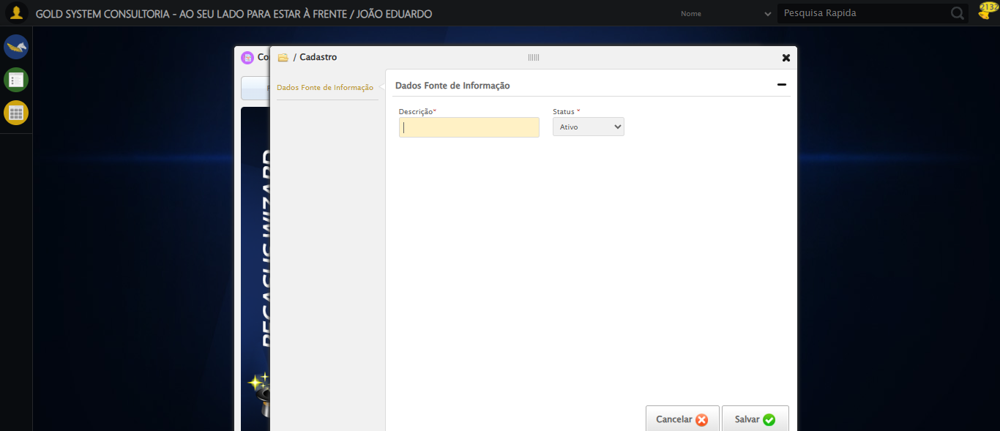 GOLD SYSTEM CONSULTORIA - AO SEU LADO PARA ESTAR À FRENTE / JOÃO EDUARDO
Nome
Pesquisa Rapida
2132
Co
/ Cadastro
Dados Fonte de Informação
Dados Fonte de Informação
Descrição*
Status *
Ativo
WIZARD
Cancelar
Salvar